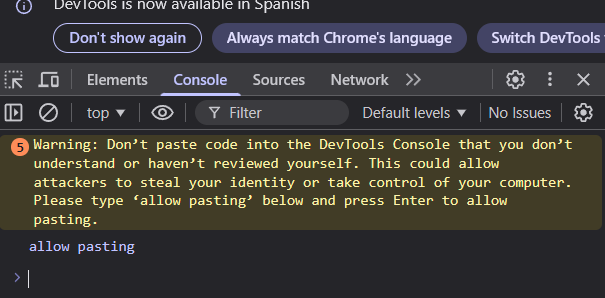 DevTools is now available in Spanish
Don't show again
Always match Chrome's language
Switch DevTools
Elements
Console
Sources
Network
top
Filter
Default levels
No Issues
5
Warning: Don’t paste code into the DevTools Console that you don’t
understand or haven’t reviewed yourself. This could allow
attackers to steal your identity or take control of your computer.
Please type ‘allow pasting’ below and press Enter to allow
pasting.
allow pasting